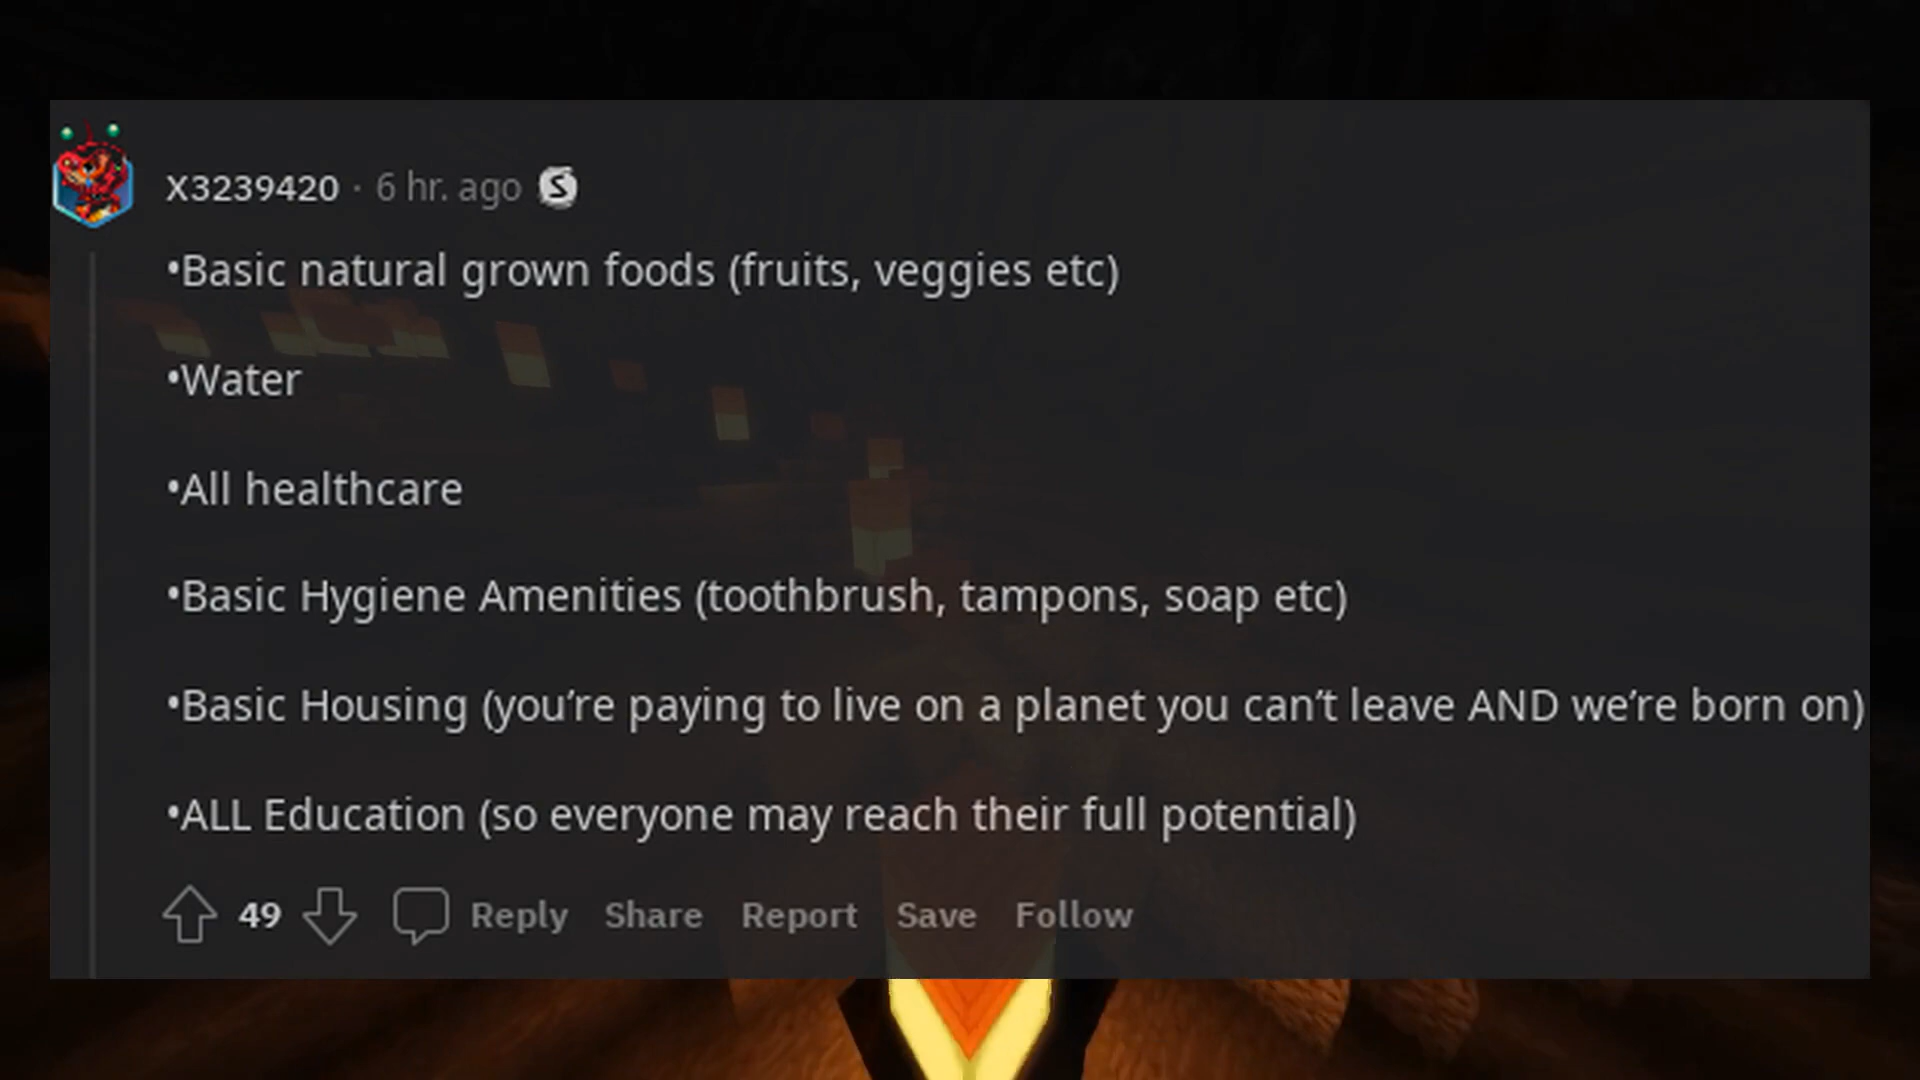 X3239420 · 6 hr. ago S
•Basic natural grown foods (fruits, veggies etc)
•Water
•All healthcare
•Basic Hygiene Amenities (toothbrush, tampons, soap etc)
•Basic Housing (you’re paying to live on a planet you can’t leave AND we’re born on)
•ALL Education (so everyone may reach their full potential)
49 Reply Share Report Save Follow